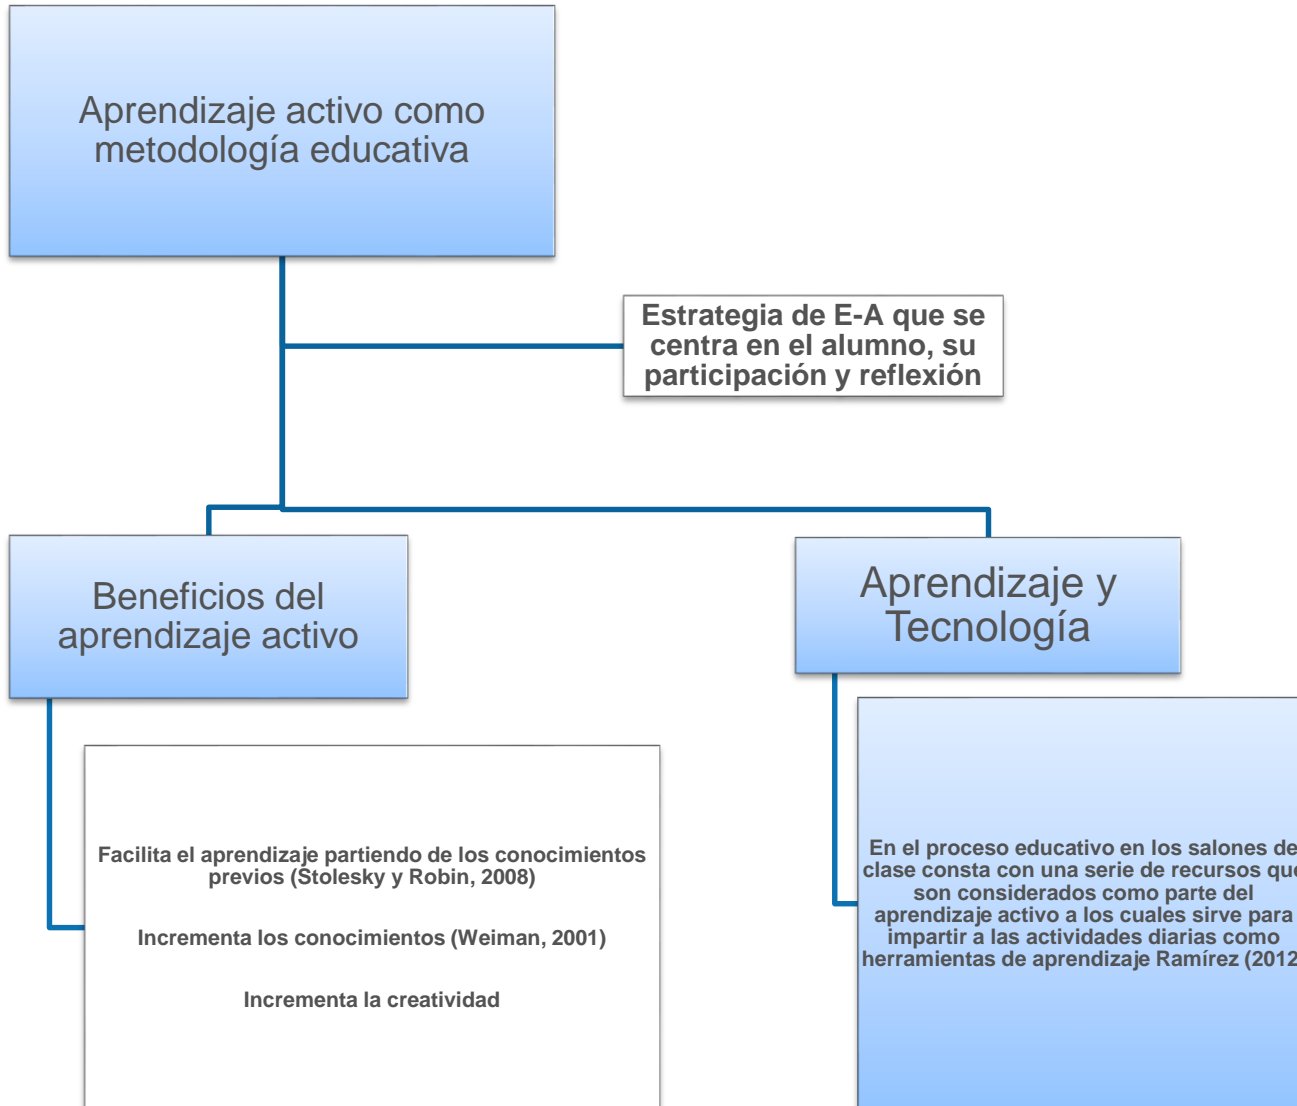 Aprendizaje activo como
metodología educativa
Estrategia de E-A que se
centra en el alumno, su
participación y reflexión
Beneficios del
aprendizaje activo
Aprendizaje y
Tecnología
Facilita el aprendizaje partiendo de los conocimientos
previos (Stolesky y Robin, 2008)
Incrementa los conocimientos (Weiman, 2001)
Incrementa la creatividad
En el proceso educativo en los salones de
clase consta con una serie de recursos que
son considerados como parte del
aprendizaje activo a los cuales sirve para
impartir a las actividades diarias como
herramientas de aprendizaje Ramírez (2012